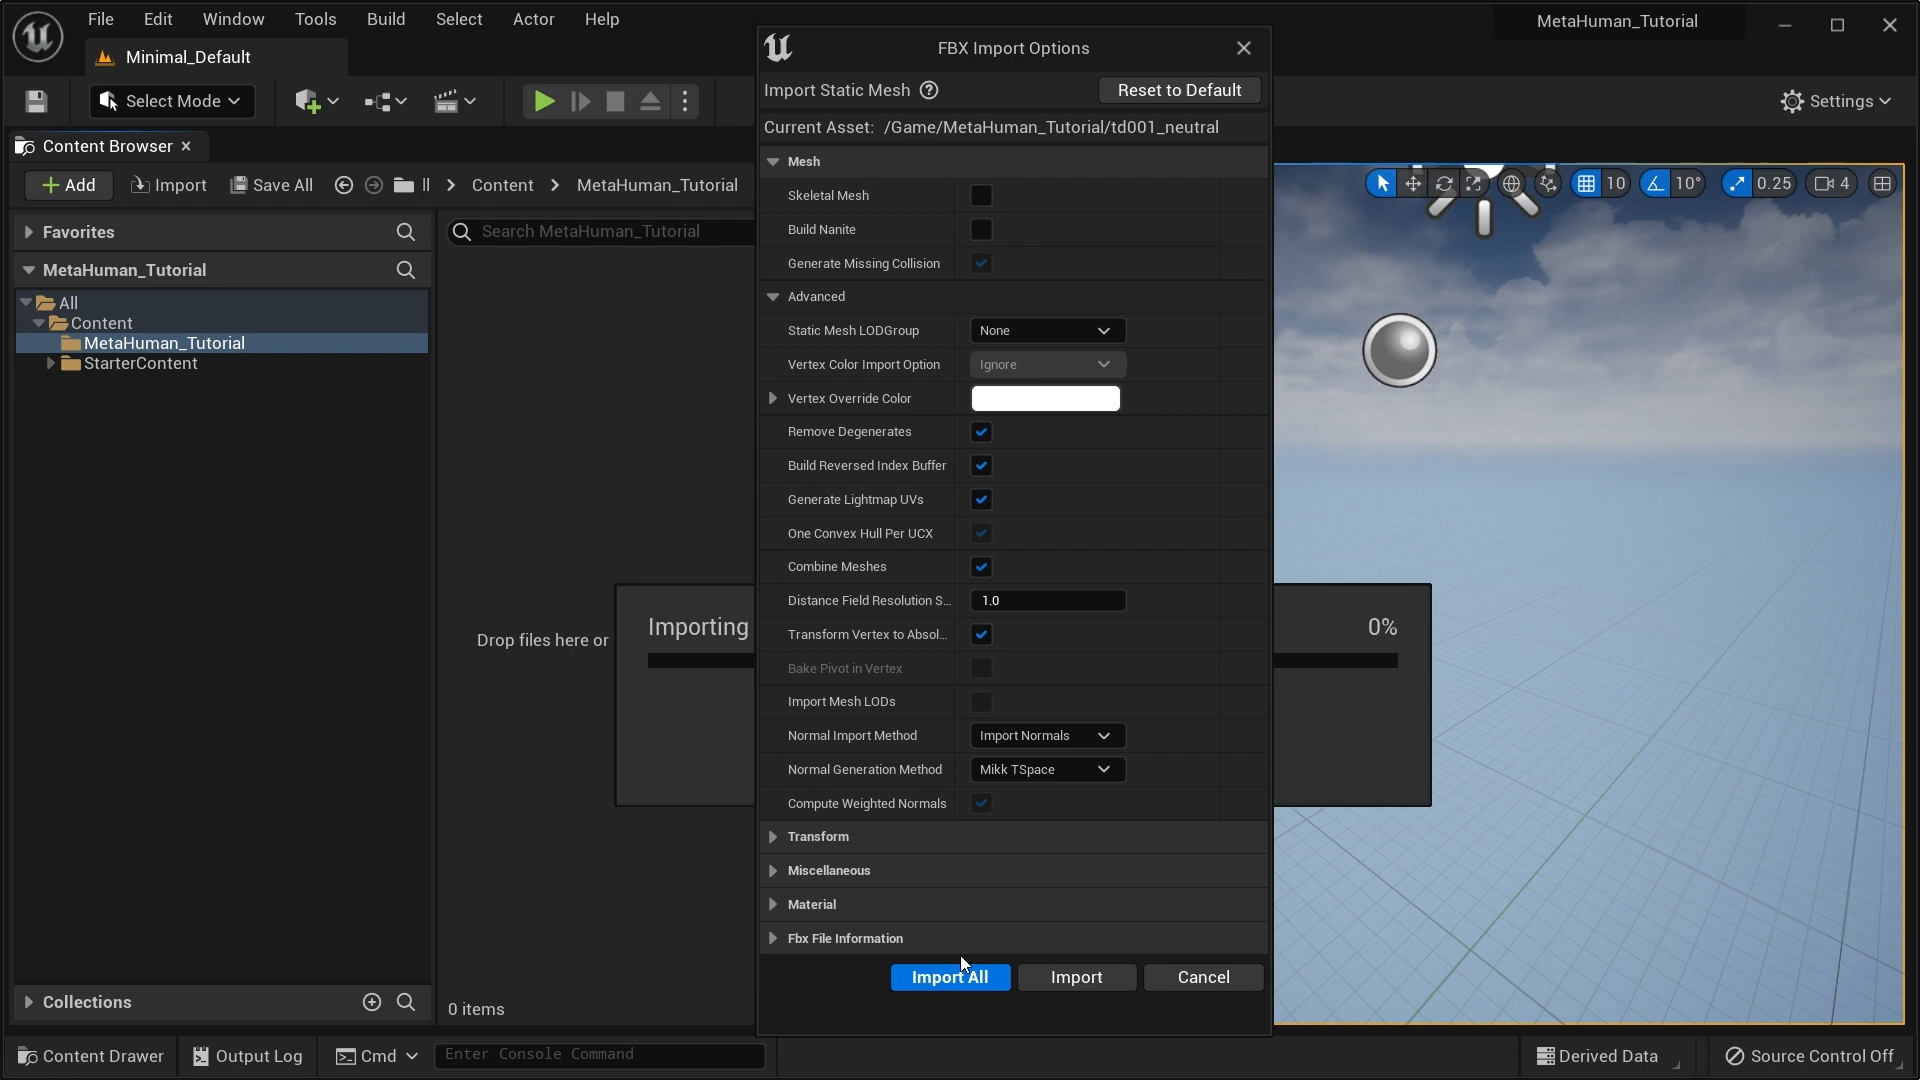 File Edit Window Tools Build Select Actor Help
MetaHuman_Tutorial
Minimal_Default
Select Mode
Settings
Content Browser
Add Import Save All ll Content MetaHuman_Tutorial
Favorites
Search MetaHuman_Tutorial
MetaHuman_Tutorial
All
Content
MetaHuman_Tutorial
StarterContent
Drop files here or
Importing
0%
FBX Import Options
Import Static Mesh
Reset to Default
Current Asset: /Game/MetaHuman_Tutorial/td001_neutral
Mesh
Skeletal Mesh
Build Nanite
Generate Missing Collision
Advanced
Static Mesh LODGroup None
Vertex Color Import Option Ignore
Vertex Override Color
Remove Degenerates
Build Reversed Index Buffer
Generate Lightmap UVs
One Convex Hull Per UCX
Combine Meshes
Distance Field Resolution S... 1.0
Transform Vertex to Absol...
Bake Pivot in Vertex
Import Mesh LODs
Normal Import Method Import Normals
Normal Generation Method Mikk TSpace
Compute Weighted Normals
Transform
Miscellaneous
Material
Fbx File Information
Import All Import Cancel
10 10° 0.25 4
Collections
0 items
Content Drawer Output Log Cmd Enter Console Command
Derived Data Source Control Off